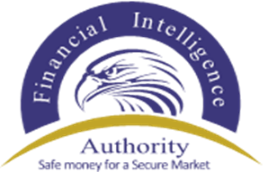 Financial Intelligence
Authority
Safe money for a Secure Market